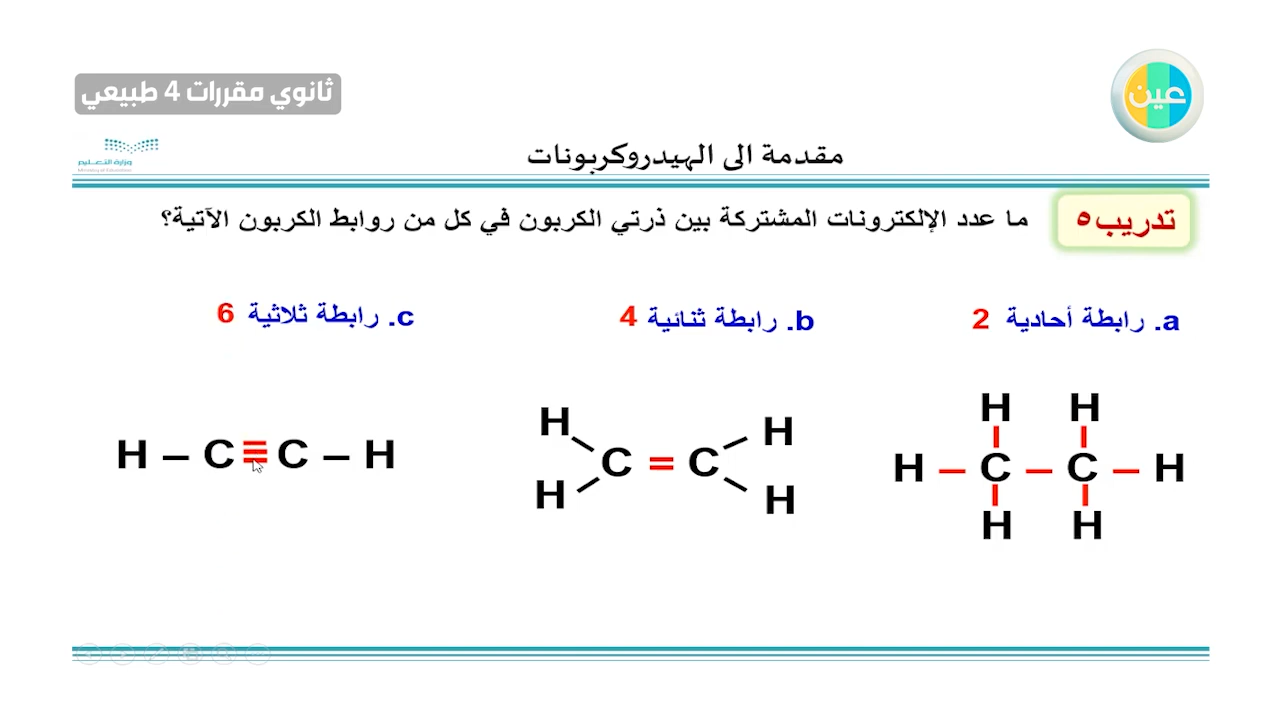 ثانوي مقررات 4 طبيعي
عين
وزارة التعليم
Ministry of Education
مقدمة الى الهيدروكربونات
تدريب ٥
ما عدد الإلكترونات المشتركة بين ذرتي الكربون في كل من روابط الكربون الآتية؟
a. رابطة أحادية 2
b. رابطة ثنائية 4
c. رابطة ثلاثية 6
H H
H – C – C – H
H H
H H
C = C
H H
H – C ≡ C – H